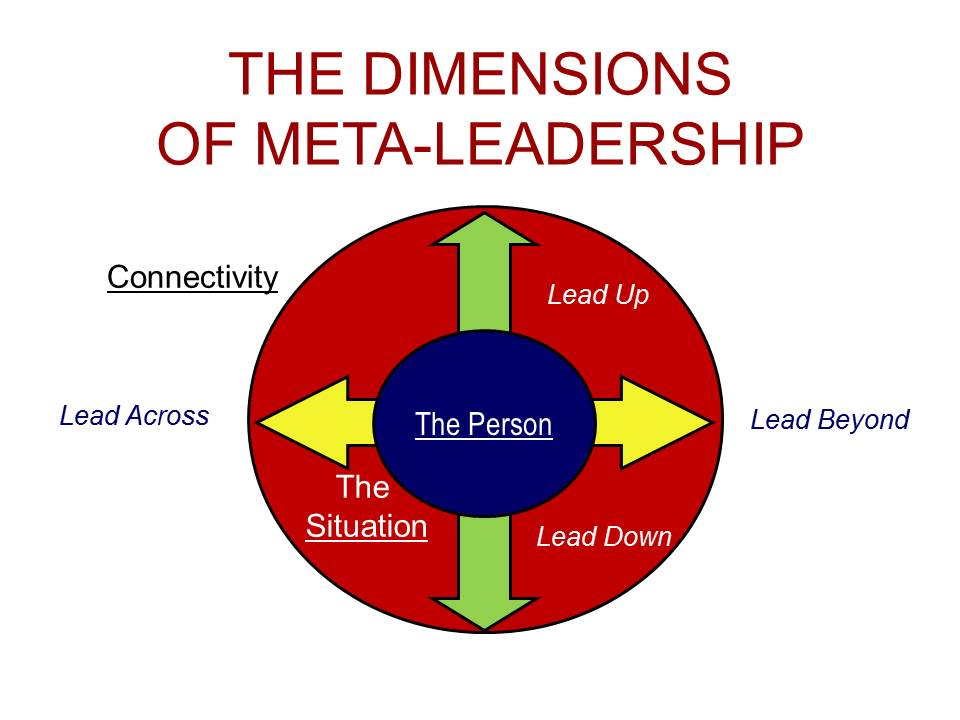 THE DIMENSIONS
OF META-LEADERSHIP
Connectivity
Lead Up
Lead Across
The Person
Lead Beyond
The
Situation
Lead Down